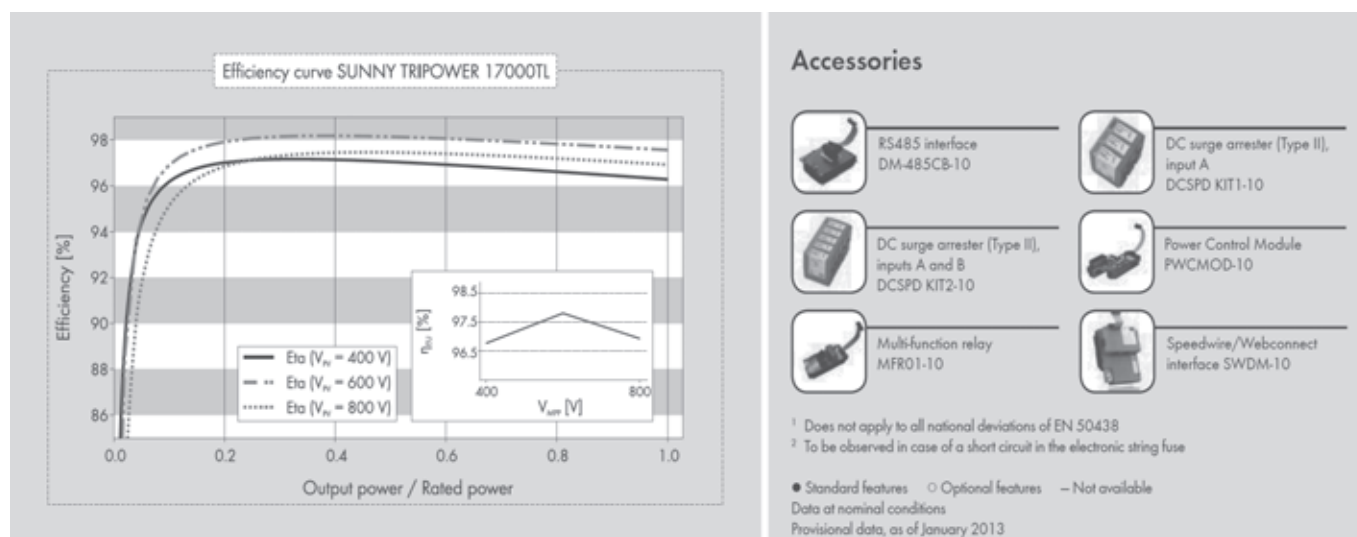 Efficiency curve SUNNY TRIPOWER 17000TL
Efficiency [%]
98
96
94
92
90
88
86
0.0 0.2 0.4 0.6 0.8 1.0
Output power / Rated power
Eta (V_PV = 400 V)
Eta (V_PV = 600 V)
Eta (V_PV = 800 V)
η_EU [%]
98.5
97.5
96.5
400 800
V_MPP [V]
Accessories
RS485 interface
DM-485CB-10
DC surge arrester (Type II),
input A
DCSPD KIT1-10
DC surge arrester (Type II),
inputs A and B
DCSPD KIT2-10
Power Control Module
PWCMOD-10
Multi-function relay
MFR01-10
Speedwire/Webconnect
interface SWDM-10
¹ Does not apply to all national deviations of EN 50438
² To be observed in case of a short circuit in the electronic string fuse
● Standard features ○ Optional features – Not available
Data at nominal conditions
Provisional data, as of January 2013